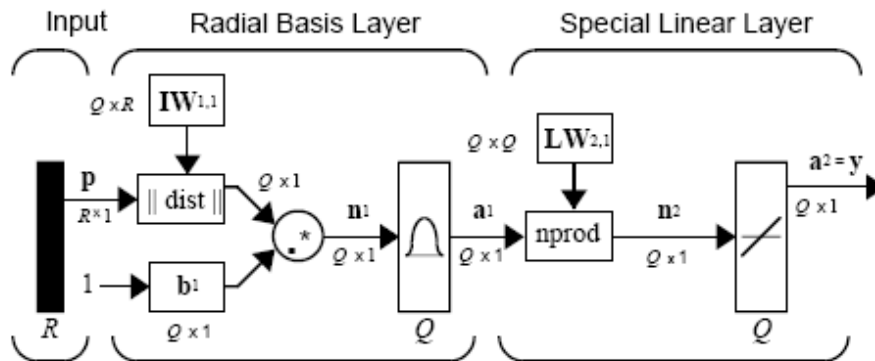 Input Radial Basis Layer Special Linear Layer
Q×R IW1,1
Q×Q LW2,1
p
R×1
|| dist ||
Q×1
.*
n1
Q×1
a1
Q×1
nprod
n2
Q×1
a2 = y
Q×1
1
b1
Q×1
R
Q
Q